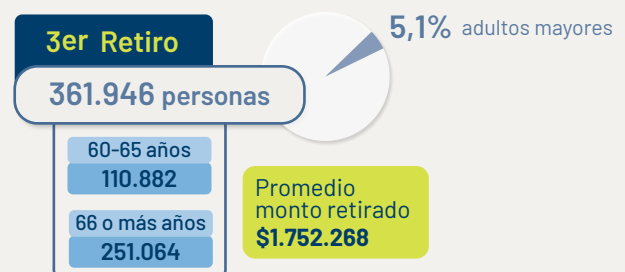 3er Retiro
5,1% adultos mayores
361.946 personas
60-65 años
110.882
66 o más años
251.064
Promedio
monto retirado
$1.752.268